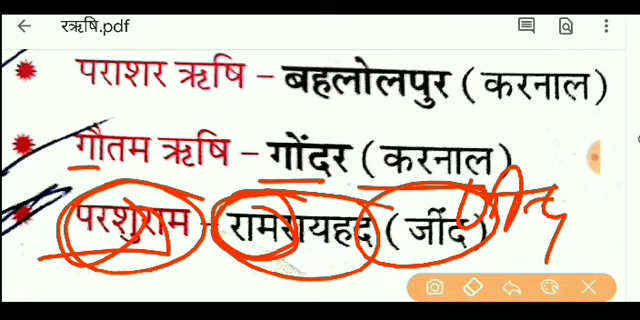 रऋषि.pdf
पराशर ऋषि - बहलोलपुर (करनाल)
गौतम ऋषि - गोंदर (करनाल)
परशुराम - रामरायहद (जींद)